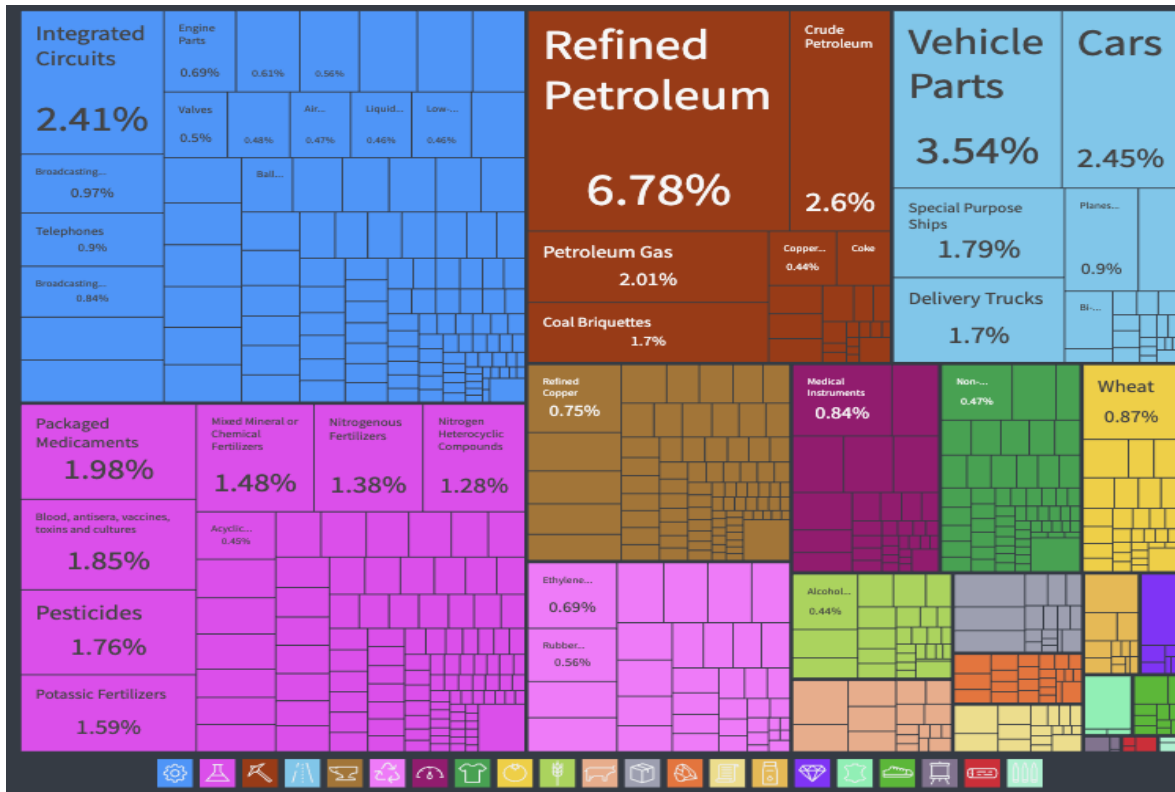 Integrated
Circuits
2.41%
Engine
Parts
0.69%
0.61%
0.56%
Valves
0.5%
0.48%
Air...
0.47%
Liquid...
0.46%
Low-...
0.46%
Broadcasting...
0.97%
Telephones
0.9%
Broadcasting...
0.84%
Ball...
Refined
Petroleum
6.78%
Crude
Petroleum
2.6%
Petroleum Gas
2.01%
Copper...
0.44%
Coke
Coal Briquettes
1.7%
Vehicle
Parts
3.54%
Cars
2.45%
Special Purpose
Ships
1.79%
Planes...
0.9%
Delivery Trucks
1.7%
Bi-...
Packaged
Medicaments
1.98%
Mixed Mineral or
Chemical
Fertilizers
1.48%
Nitrogenous
Fertilizers
1.38%
Nitrogen
Heterocyclic
Compounds
1.28%
Blood, antisera, vaccines,
toxins and cultures
1.85%
Acyclic...
0.45%
Pesticides
1.76%
Potassic Fertilizers
1.59%
Refined
Copper
0.75%
Medical
Instruments
0.84%
Non-...
0.47%
Wheat
0.87%
Ethylene...
0.69%
Rubber...
0.56%
Alcohol...
0.44%